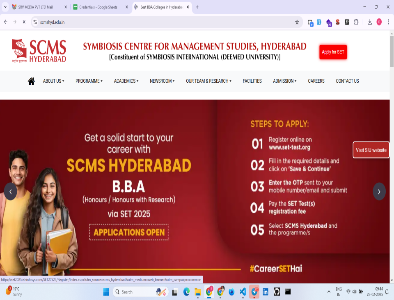 SCMS
HYDERABAD
SYMBIOSIS CENTRE FOR MANAGEMENT STUDIES, HYDERABAD
[Constituent of SYMBIOSIS INTERNATIONAL (DEEMED UNIVERSITY)]
Apply for SET
ABOUT US
PROGRAMME
ACADEMICS
NEWSROOM
OUR TEAM & RESEARCH
FACILITIES
ADMISSION
CAREERS
CONTACT US
Get a solid start to your
career with
SCMS HYDERABAD
B.B.A
(Honours / Honours with Research)
via SET 2025
APPLICATIONS OPEN
STEPS TO APPLY:
01 Register online on
www.set-test.org
02 Fill in the required details and
click on 'Save & Continue'
03 Enter the OTP sent to your
mobile number/email and submit
04 Pay the SET Test(s)
registration fee
05 Select SCMS Hyderabad and
the programme/s
Visit SIU website
#CareerSETHai
Search